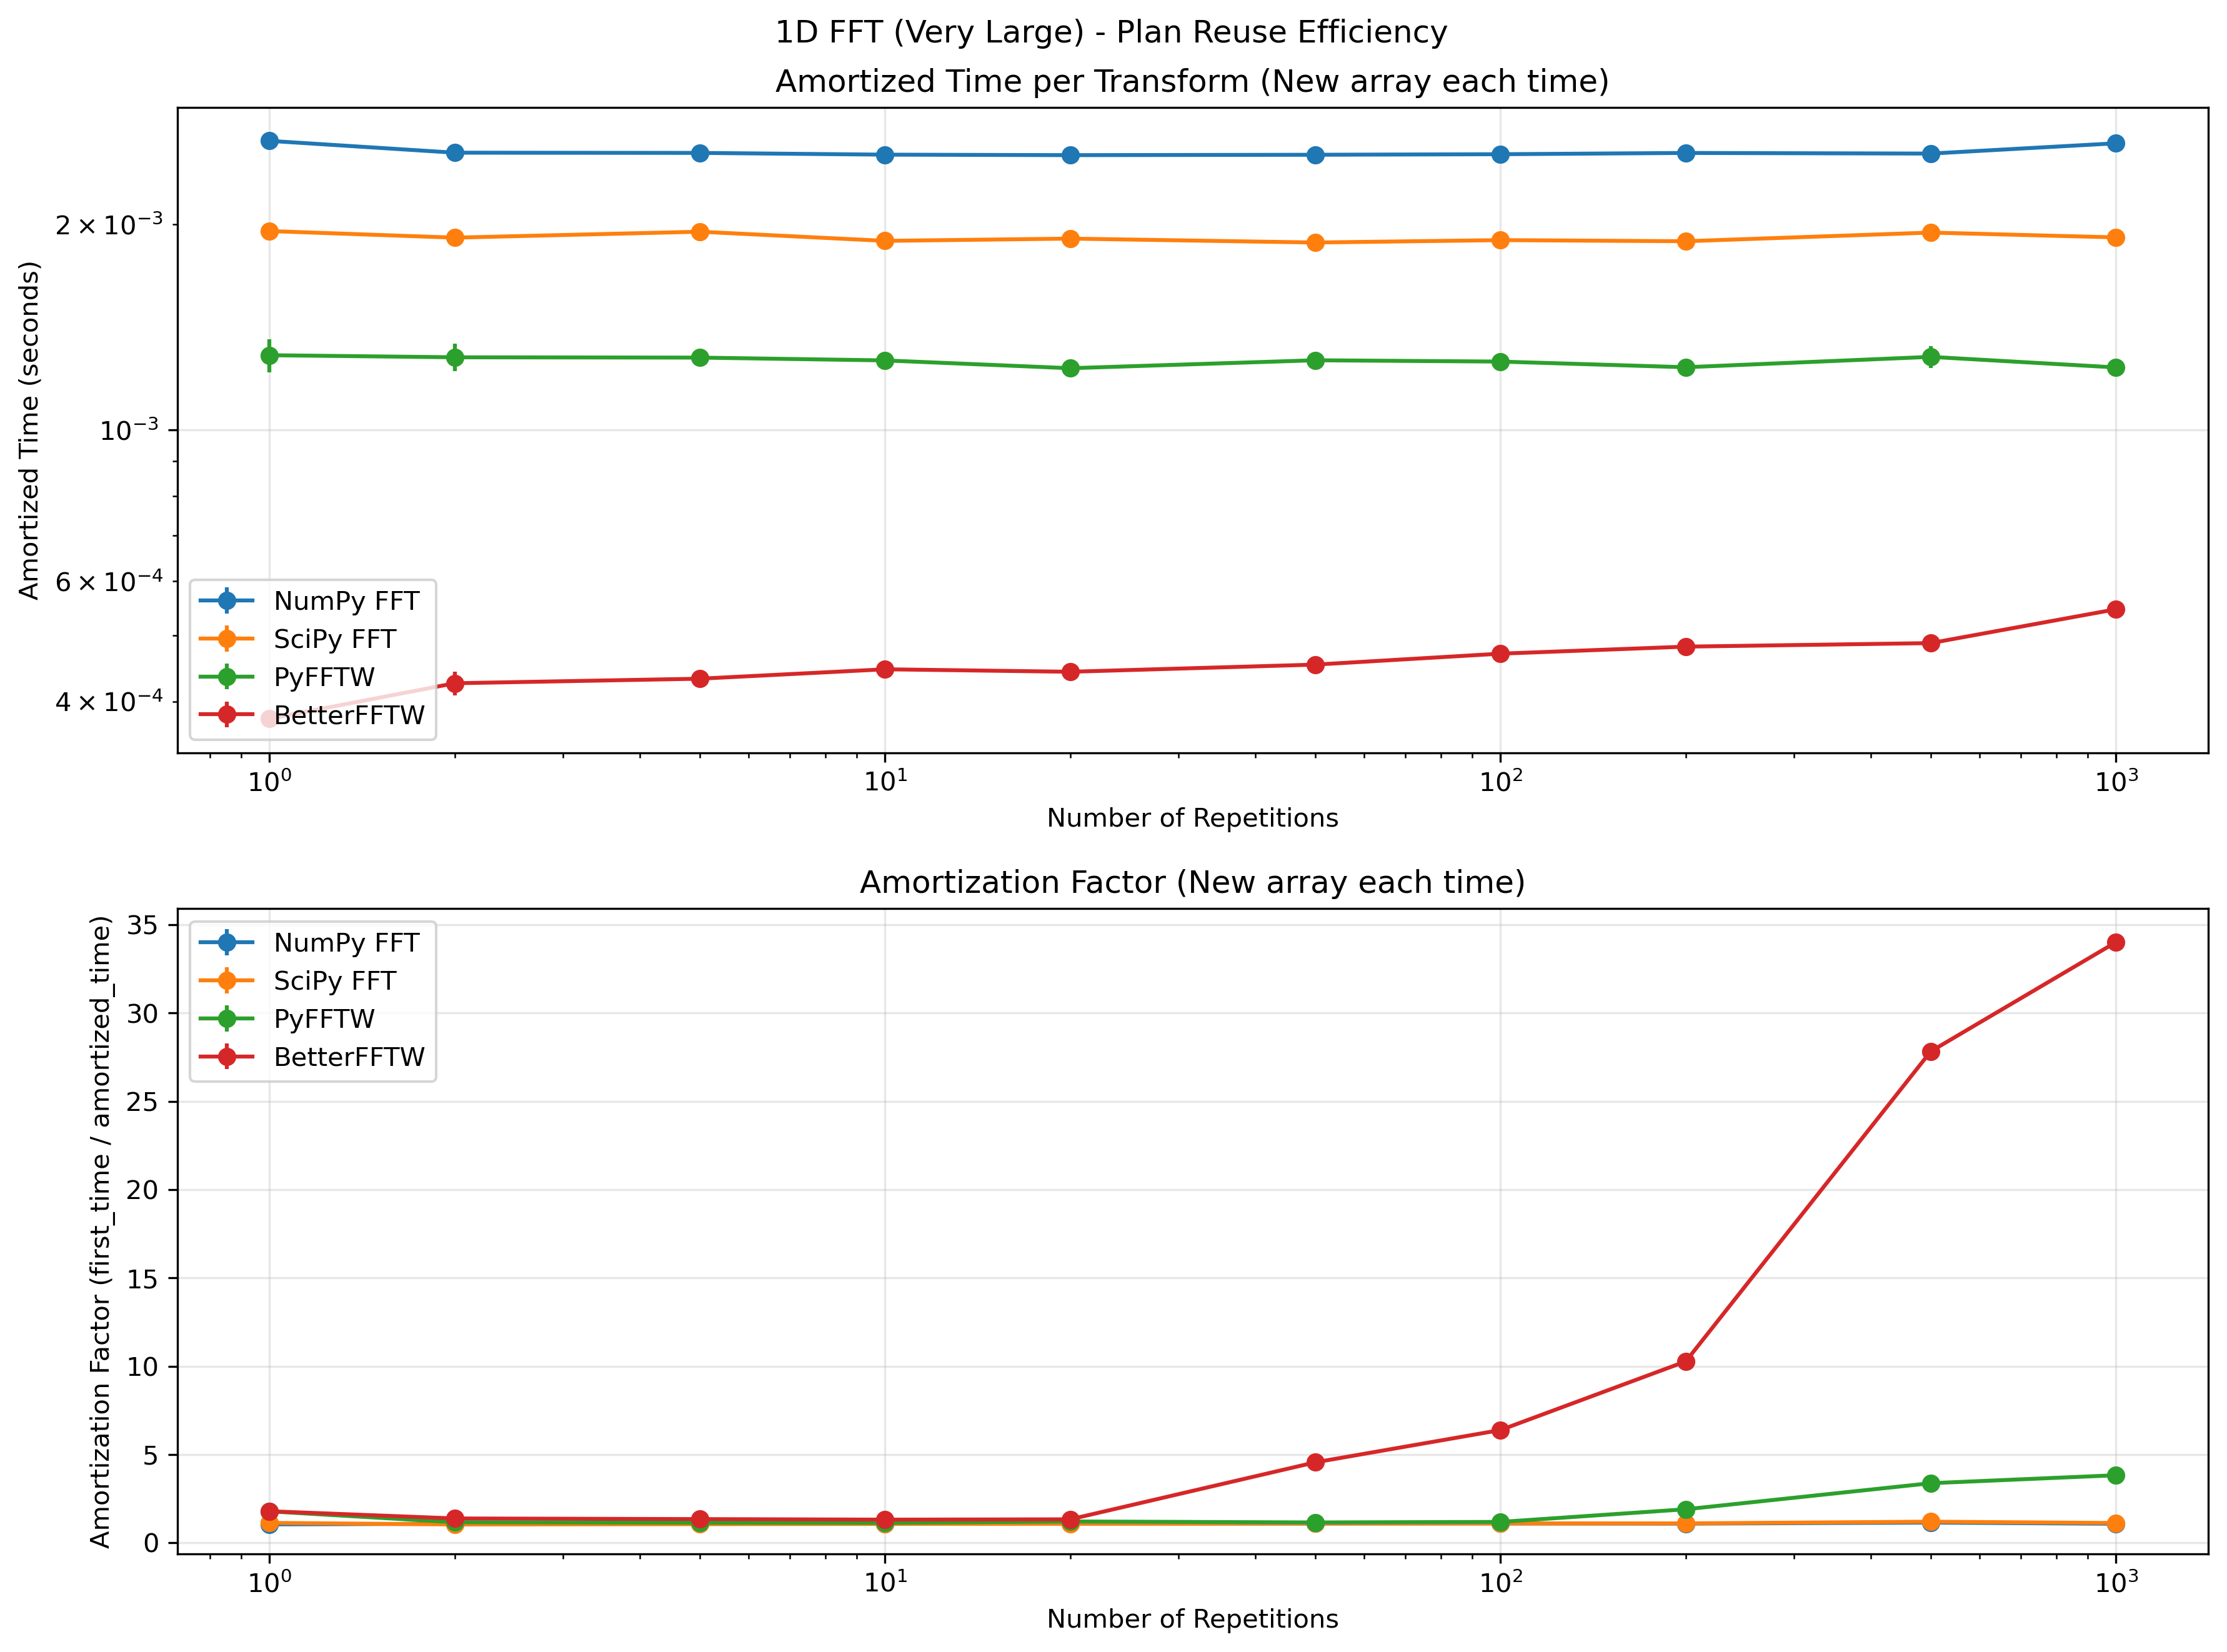 1D FFT (Very Large) - Plan Reuse Efficiency
Amortized Time per Transform (New array each time)
Amortized Time (seconds)
2 × 10⁻³
10⁻³
6 × 10⁻⁴
4 × 10⁻⁴
NumPy FFT
SciPy FFT
PyFFTW
BetterFFTW
10⁰ 10¹ 10² 10³
Number of Repetitions
Amortization Factor (New array each time)
Amortization Factor (first_time / amortized_time)
35
30
25
20
15
10
5
0
NumPy FFT
SciPy FFT
PyFFTW
BetterFFTW
10⁰ 10¹ 10² 10³
Number of Repetitions